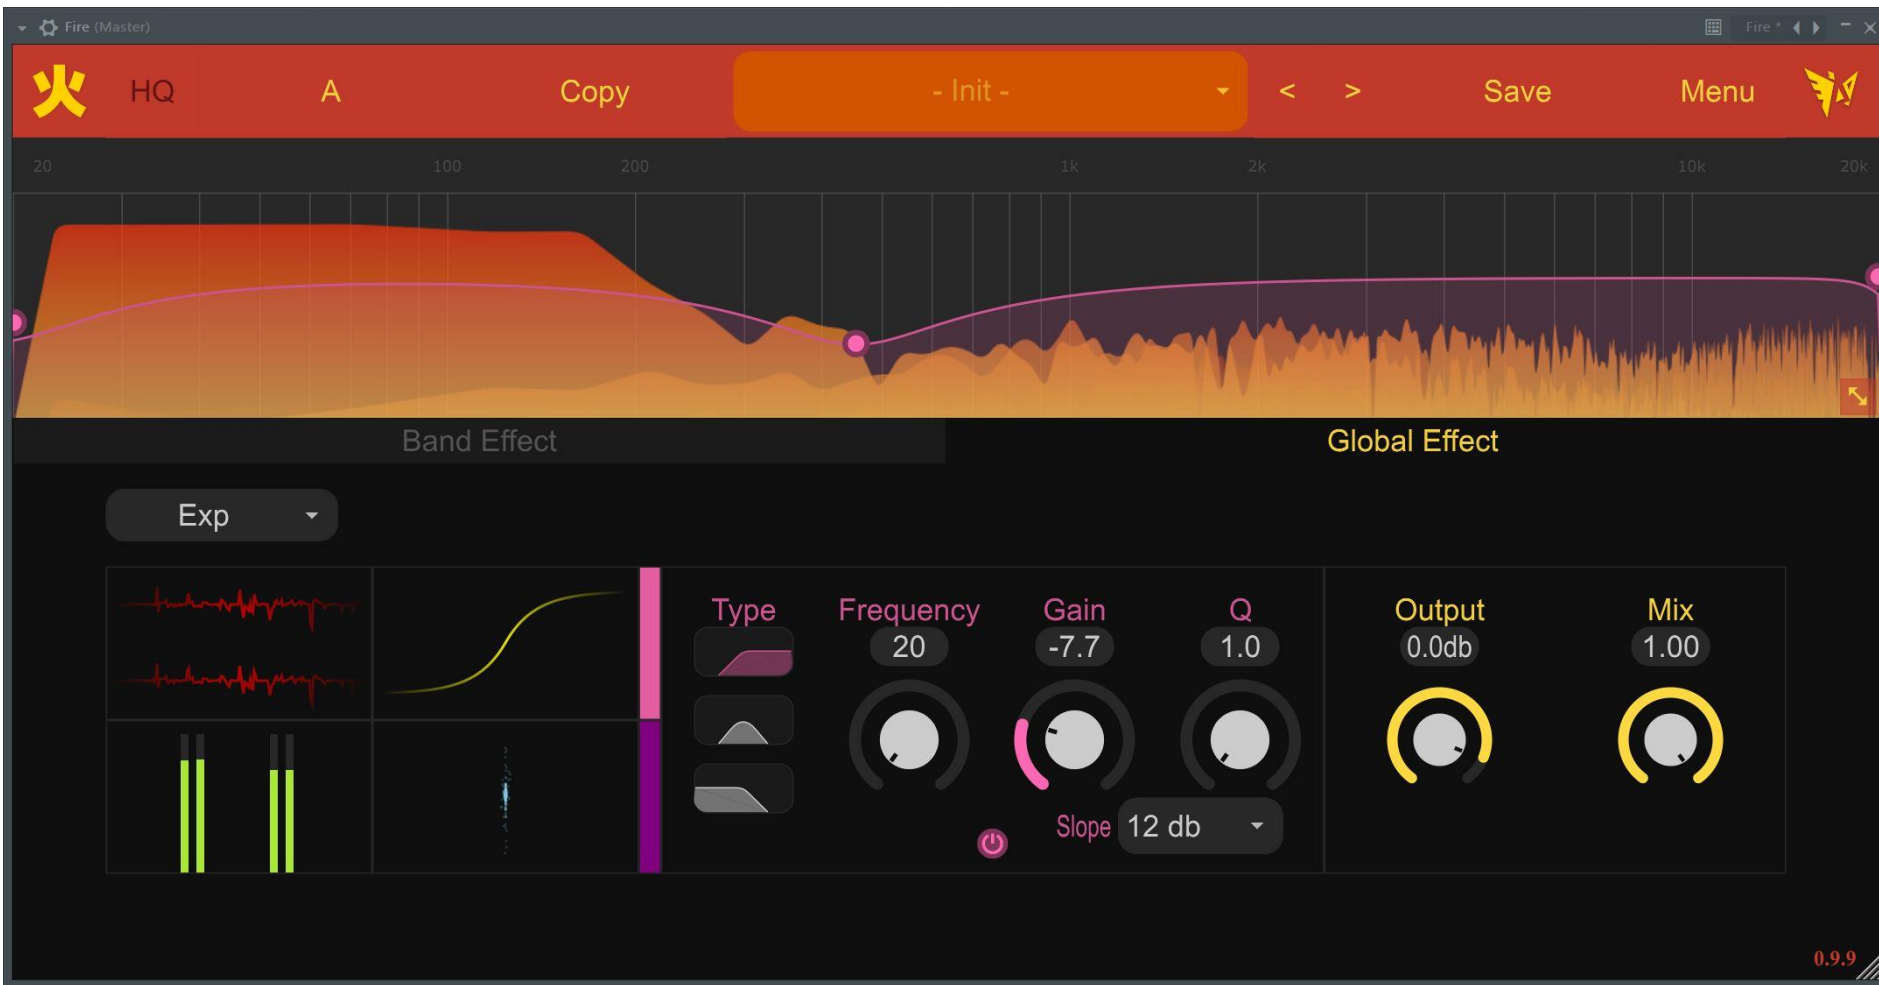 Fire (Master)
Fire *
火 HQ A Copy - Init - < > Save Menu
20 100 200 1k 2k 10k 20k
Band Effect Global Effect
Exp
Type Frequency Gain Q Output Mix
20 -7.7 1.0 0.0db 1.00
Slope 12 db
0.9.9